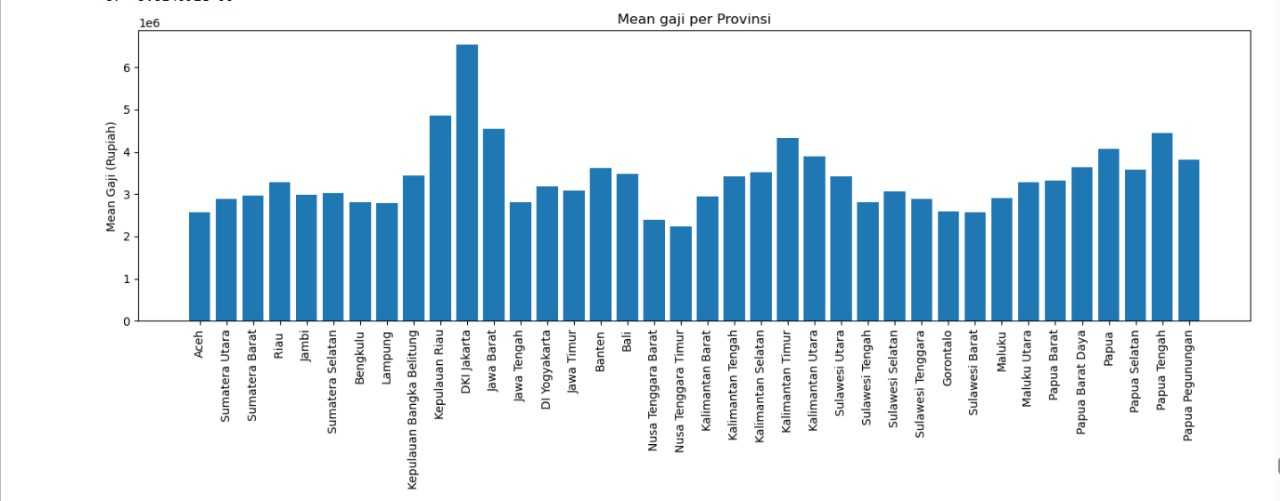 Mean gaji per Provinsi
1e6
Mean Gaji (Rupiah)
6
5
4
3
2
1
0
Aceh
Sumatera Utara
Sumatera Barat
Riau
Jambi
Sumatera Selatan
Bengkulu
Lampung
Kepulauan Bangka Belitung
Kepulauan Riau
DKI Jakarta
Jawa Barat
Jawa Tengah
DI Yogyakarta
Jawa Timur
Banten
Bali
Nusa Tenggara Barat
Nusa Tenggara Timur
Kalimantan Barat
Kalimantan Tengah
Kalimantan Selatan
Kalimantan Timur
Kalimantan Utara
Sulawesi Utara
Sulawesi Tengah
Sulawesi Selatan
Sulawesi Tenggara
Gorontalo
Sulawesi Barat
Maluku
Maluku Utara
Papua Barat
Papua Barat Daya
Papua
Papua Selatan
Papua Tengah
Papua Pegunungan